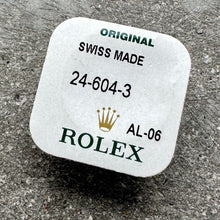 ORIGINAL
SWISS MADE
24-604-3
AL-06
ROLEX